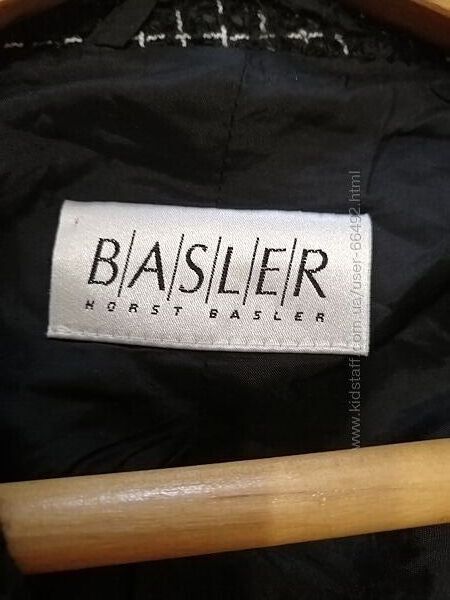 B/A/S/L/E/R
HORST BASLER
www.kidstaff.com.ua/user-66492.html